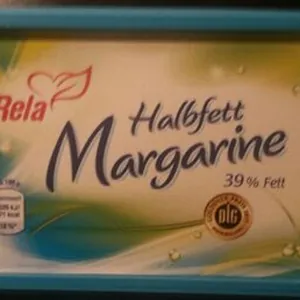 Rela
Halbfett
Margarine
39% Fett
DLG